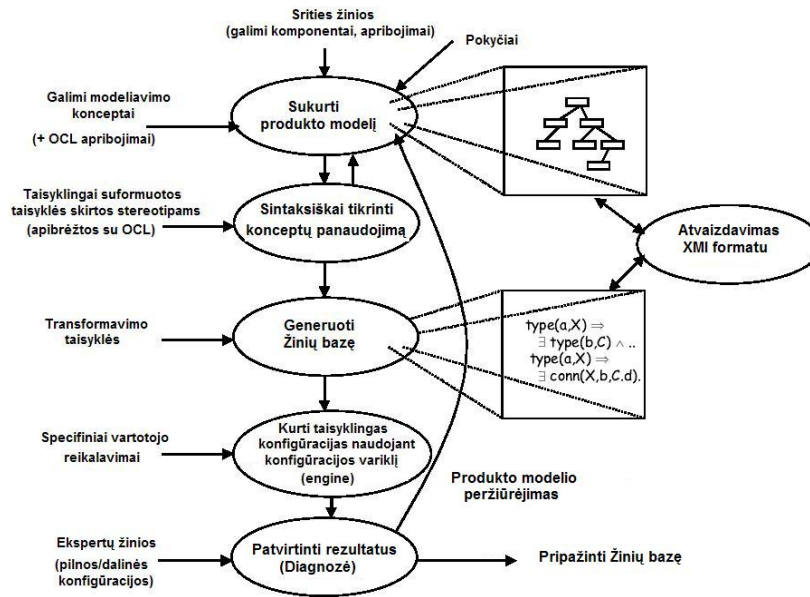 Srities žinios
(galimi komponentai, apribojimai)
Pokyčiai
Galimi modeliavimo
konceptai
(+ OCL apribojimai)
Sukurti
produkto modelį
Taisyklingai suformuotos
taisyklės skirtos stereotipams
(apibrėžtos su OCL)
Sintaksiškai tikrinti
konceptų panaudojimą
Atvaizdavimas
XMI formatu
Transformavimo
taisyklės
Generuoti
Žinių bazę
type(a,X) ⇒
∃ type(b,C) ∧ ..
type(a,X) ⇒
∃ conn(X,b,C,d).
Specifiniai vartotojo
reikalavimai
Kurti taisyklingas
konfigūracijas naudojant
konfigūracijos variklį
(engine)
Produkto modelio
peržiūrėjimas
Ekspertų žinios
(pilnos/dalinės
konfigūracijos)
Patvirtinti rezultatus
(Diagnozė)
Pripažinti Žinių bazę